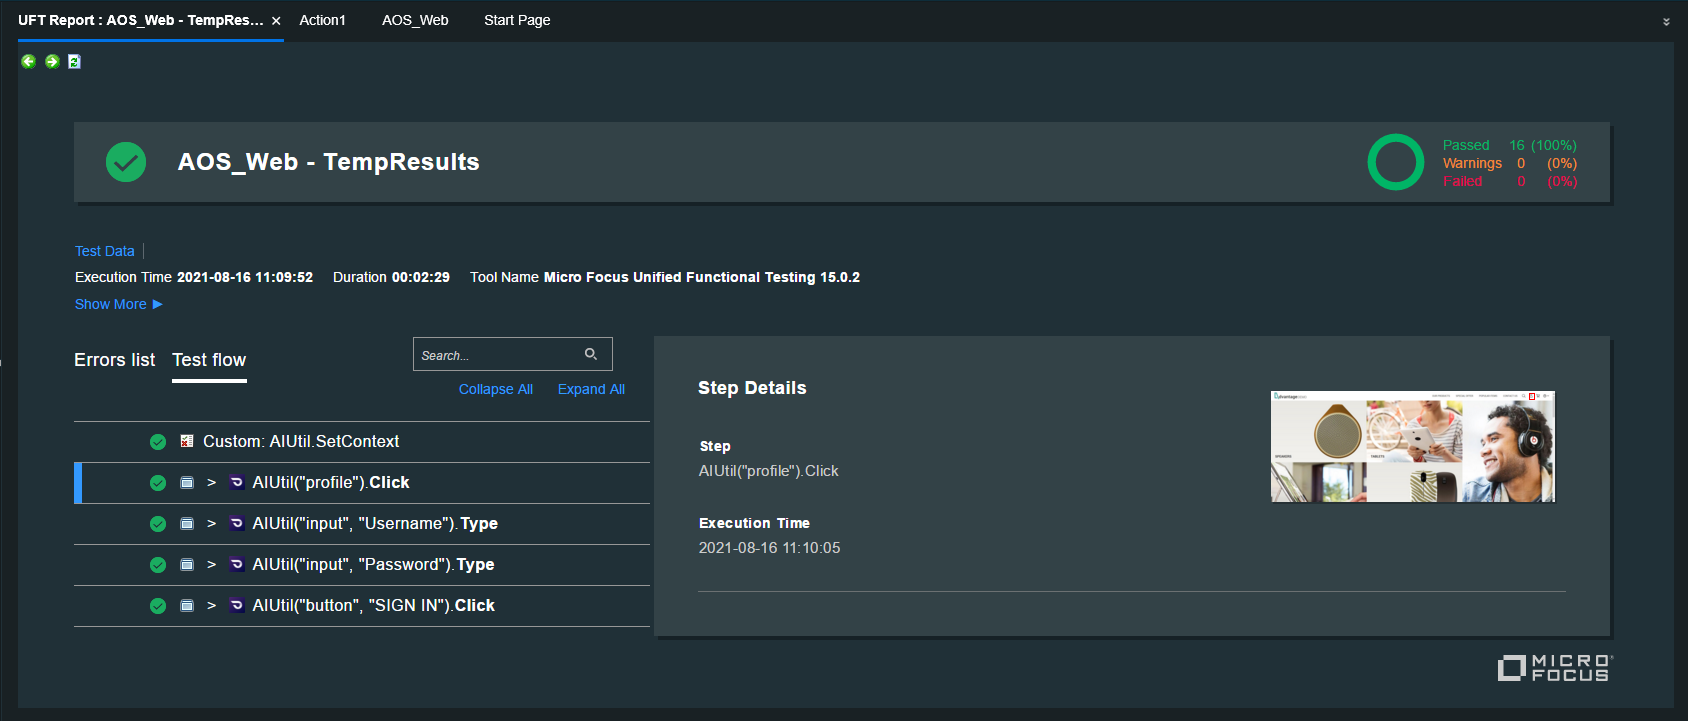 UFT Report : AOS_Web - TempRes... × Action1 AOS_Web Start Page
AOS_Web - TempResults
Passed 16 (100%)
Warnings 0 (0%)
Failed 0 (0%)
Test Data
Execution Time 2021-08-16 11:09:52 Duration 00:02:29 Tool Name Micro Focus Unified Functional Testing 15.0.2
Show More
Errors list Test flow
Search...
Collapse All Expand All
Custom: AIUtil.SetContext
> AIUtil("profile").Click
> AIUtil("input", "Username").Type
> AIUtil("input", "Password").Type
> AIUtil("button", "SIGN IN").Click
Step Details
Step
AIUtil("profile").Click
Execution Time
2021-08-16 11:10:05
SPEAKERS
TABLETS
MICRO
FOCUS